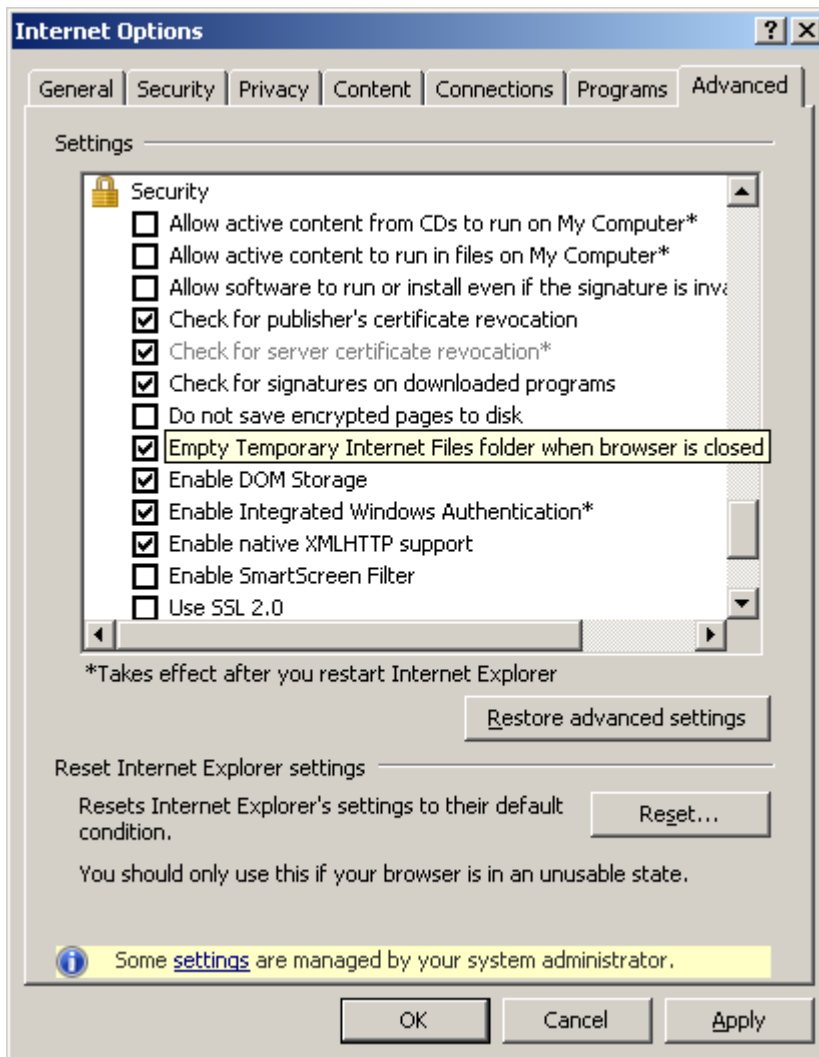 Internet Options
General Security Privacy Content Connections Programs Advanced
Settings
Security
Allow active content from CDs to run on My Computer*
Allow active content to run in files on My Computer*
Allow software to run or install even if the signature is inva
Check for publisher's certificate revocation
Check for server certificate revocation*
Check for signatures on downloaded programs
Do not save encrypted pages to disk
Empty Temporary Internet Files folder when browser is closed
Enable DOM Storage
Enable Integrated Windows Authentication*
Enable native XMLHTTP support
Enable SmartScreen Filter
Use SSL 2.0
*Takes effect after you restart Internet Explorer
Restore advanced settings
Reset Internet Explorer settings
Resets Internet Explorer's settings to their default
condition.
Reset...
You should only use this if your browser is in an unusable state.
Some settings are managed by your system administrator.
OK Cancel Apply